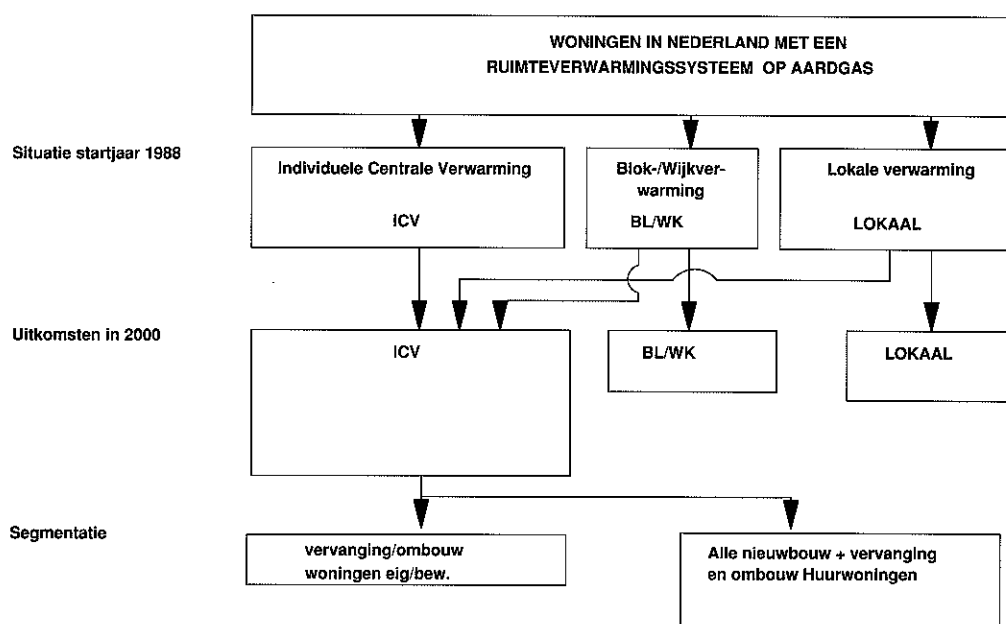 WONINGEN IN NEDERLAND MET EEN
RUIMTEVERWARMINGSSYSTEEM OP AARDGAS
Situatie startjaar 1988
Individuele Centrale Verwarming
ICV
Blok-/Wijkver-
warming
BL/WK
Lokale verwarming
LOKAAL
Uitkomsten in 2000
ICV
BL/WK
LOKAAL
Segmentatie
vervanging/ombouw
woningen eig/bew.
Alle nieuwbouw + vervanging
en ombouw Huurwoningen